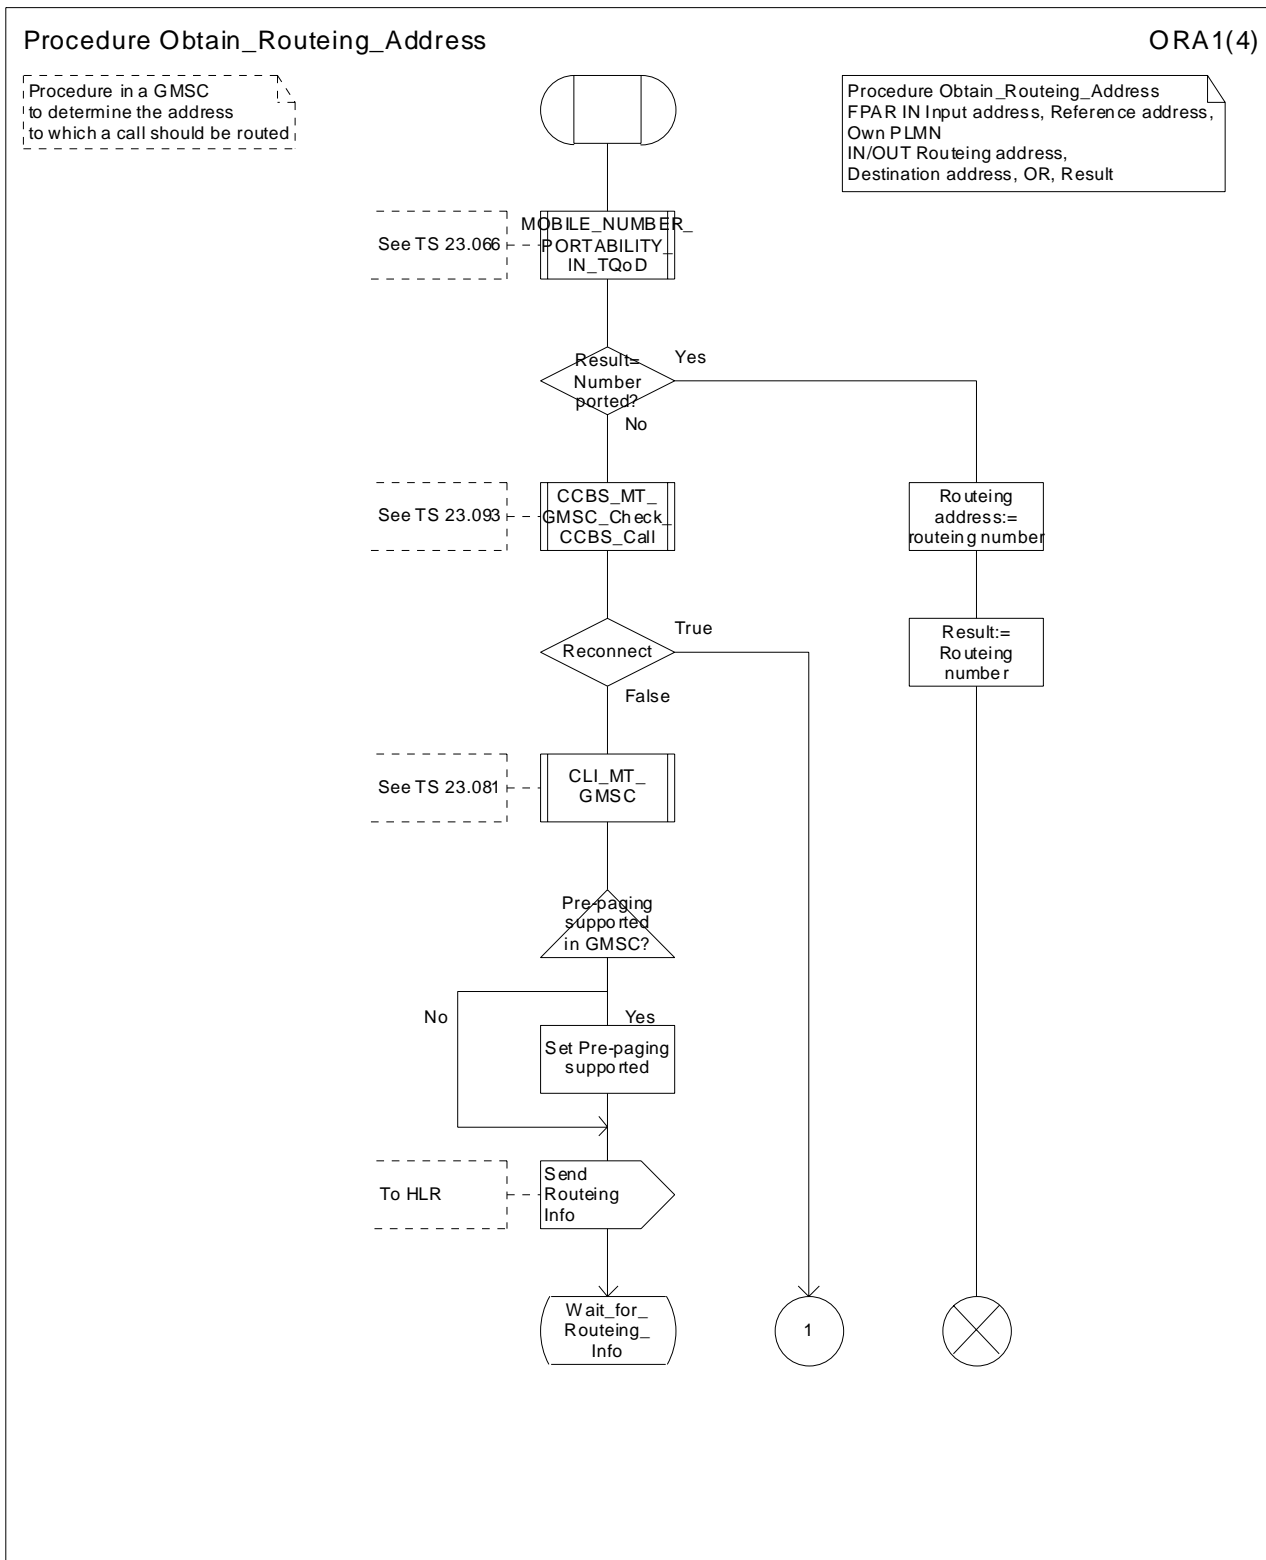 Procedure Obtain_Routeing_Address
ORA1(4)
Procedure in a GMSC
to determine the address
to which a call should be routed
Procedure Obtain_Routeing_Address
FPAR IN Input address, Reference address,
Own PLMN
IN/OUT Routeing address,
Destination address, OR, Result
See TS 23.066
MOBILE_NUMBER_
PORTABILITY_
IN_TQoD
Result=
Number
ported?
Yes
No
See TS 23.093
CCBS_MT_
GMSC_Check_
CCBS_Call
Routeing
address:=
routeing number
Reconnect
True
False
Result:=
Routeing
number
See TS 23.081
CLI_MT_
GMSC
Pre-paging
supported
in GMSC?
No
Yes
Set Pre-paging
supported
To HLR
Send
Routeing
Info
Wait_for_
Routeing_
Info
1